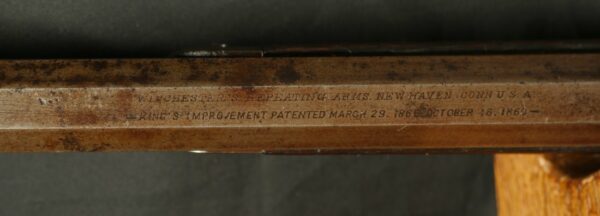 WINCHESTER'S REPEATING ARMS. NEW HAVEN. CONN U S A
KING'S IMPROVEMENT PATENTED MARCH 29. 1866. OCTOBER 16. 1860—